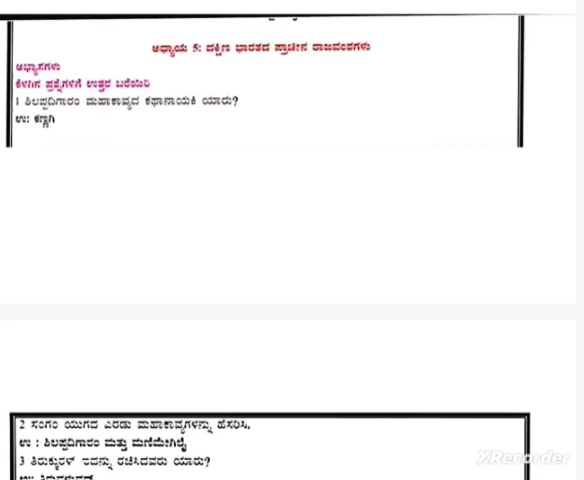 ಅಧ್ಯಾಯ 5: ದಕ್ಷಿಣ ಭಾರತದ ಪ್ರಾಚೀನ ರಾಜವಂಶಗಳು
ಅಭ್ಯಾಸಗಳು
ಕೆಳಗಿನ ಪ್ರಶ್ನೆಗಳಿಗೆ ಉತ್ತರ ಬರೆಯಿರಿ
1 ಶಿಲಪ್ಪದಿಗಾರಂ ಮಹಾಕಾವ್ಯದ ಕಥಾನಾಯಕಿ ಯಾರು?
ಉ: ಕಣ್ಣಗಿ
2 ಸಂಗಂ ಯುಗದ ಎರಡು ಮಹಾಕಾವ್ಯಗಳನ್ನು ಹೆಸರಿಸಿ.
ಉ : ಶಿಲಪ್ಪದಿಗಾರಂ ಮತ್ತು ಮಣಿಮೇಗಿಲೈ
3 ತಿರುಕ್ಕುರಳ್ ಇದನ್ನು ರಚಿಸಿದವರು ಯಾರು?
XRecorder